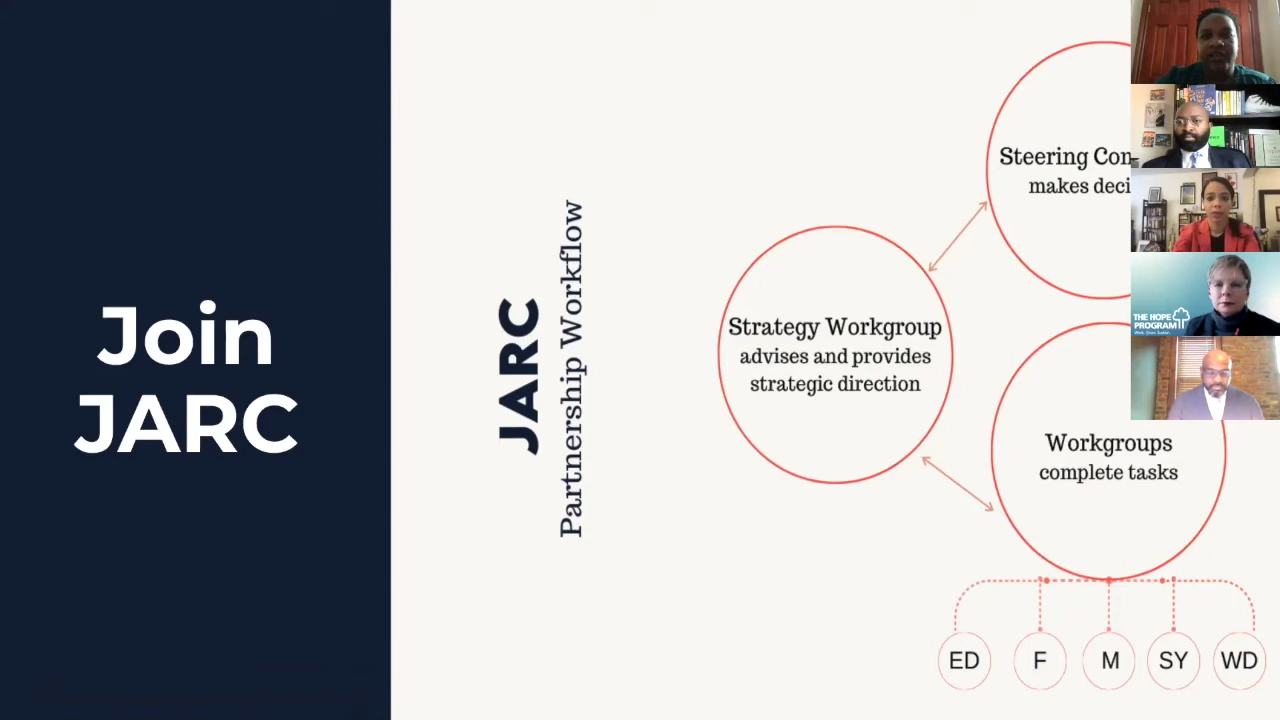 Join
JARC
JARC
Partnership Workflow
Steering Com
makes deci
Strategy Workgroup
advises and provides
strategic direction
Workgroups
complete tasks
ED
F
M
SY
WD
THE HOPE
PROGRAM